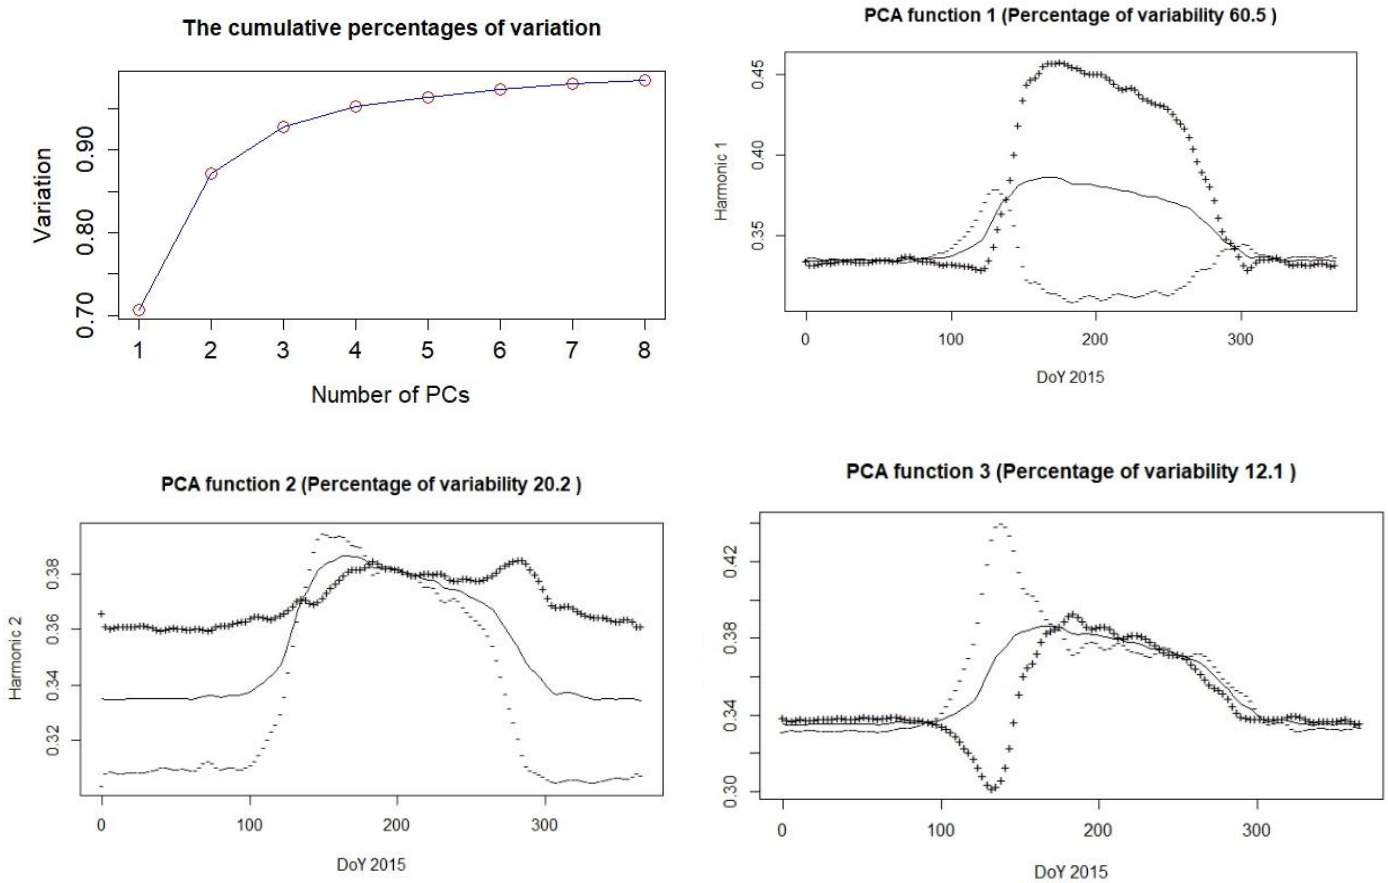 The cumulative percentages of variation
Variation
0.90
0.80
0.70
1 2 3 4 5 6 7 8
Number of PCs
PCA function 1 (Percentage of variability 60.5 )
Harmonic 1
0.45
0.40
0.35
0 100 200 300
DoY 2015
PCA function 2 (Percentage of variability 20.2 )
Harmonic 2
0.38
0.36
0.34
0.32
0 100 200 300
DoY 2015
PCA function 3 (Percentage of variability 12.1 )
0.42
0.38
0.34
0.30
0 100 200 300
DoY 2015